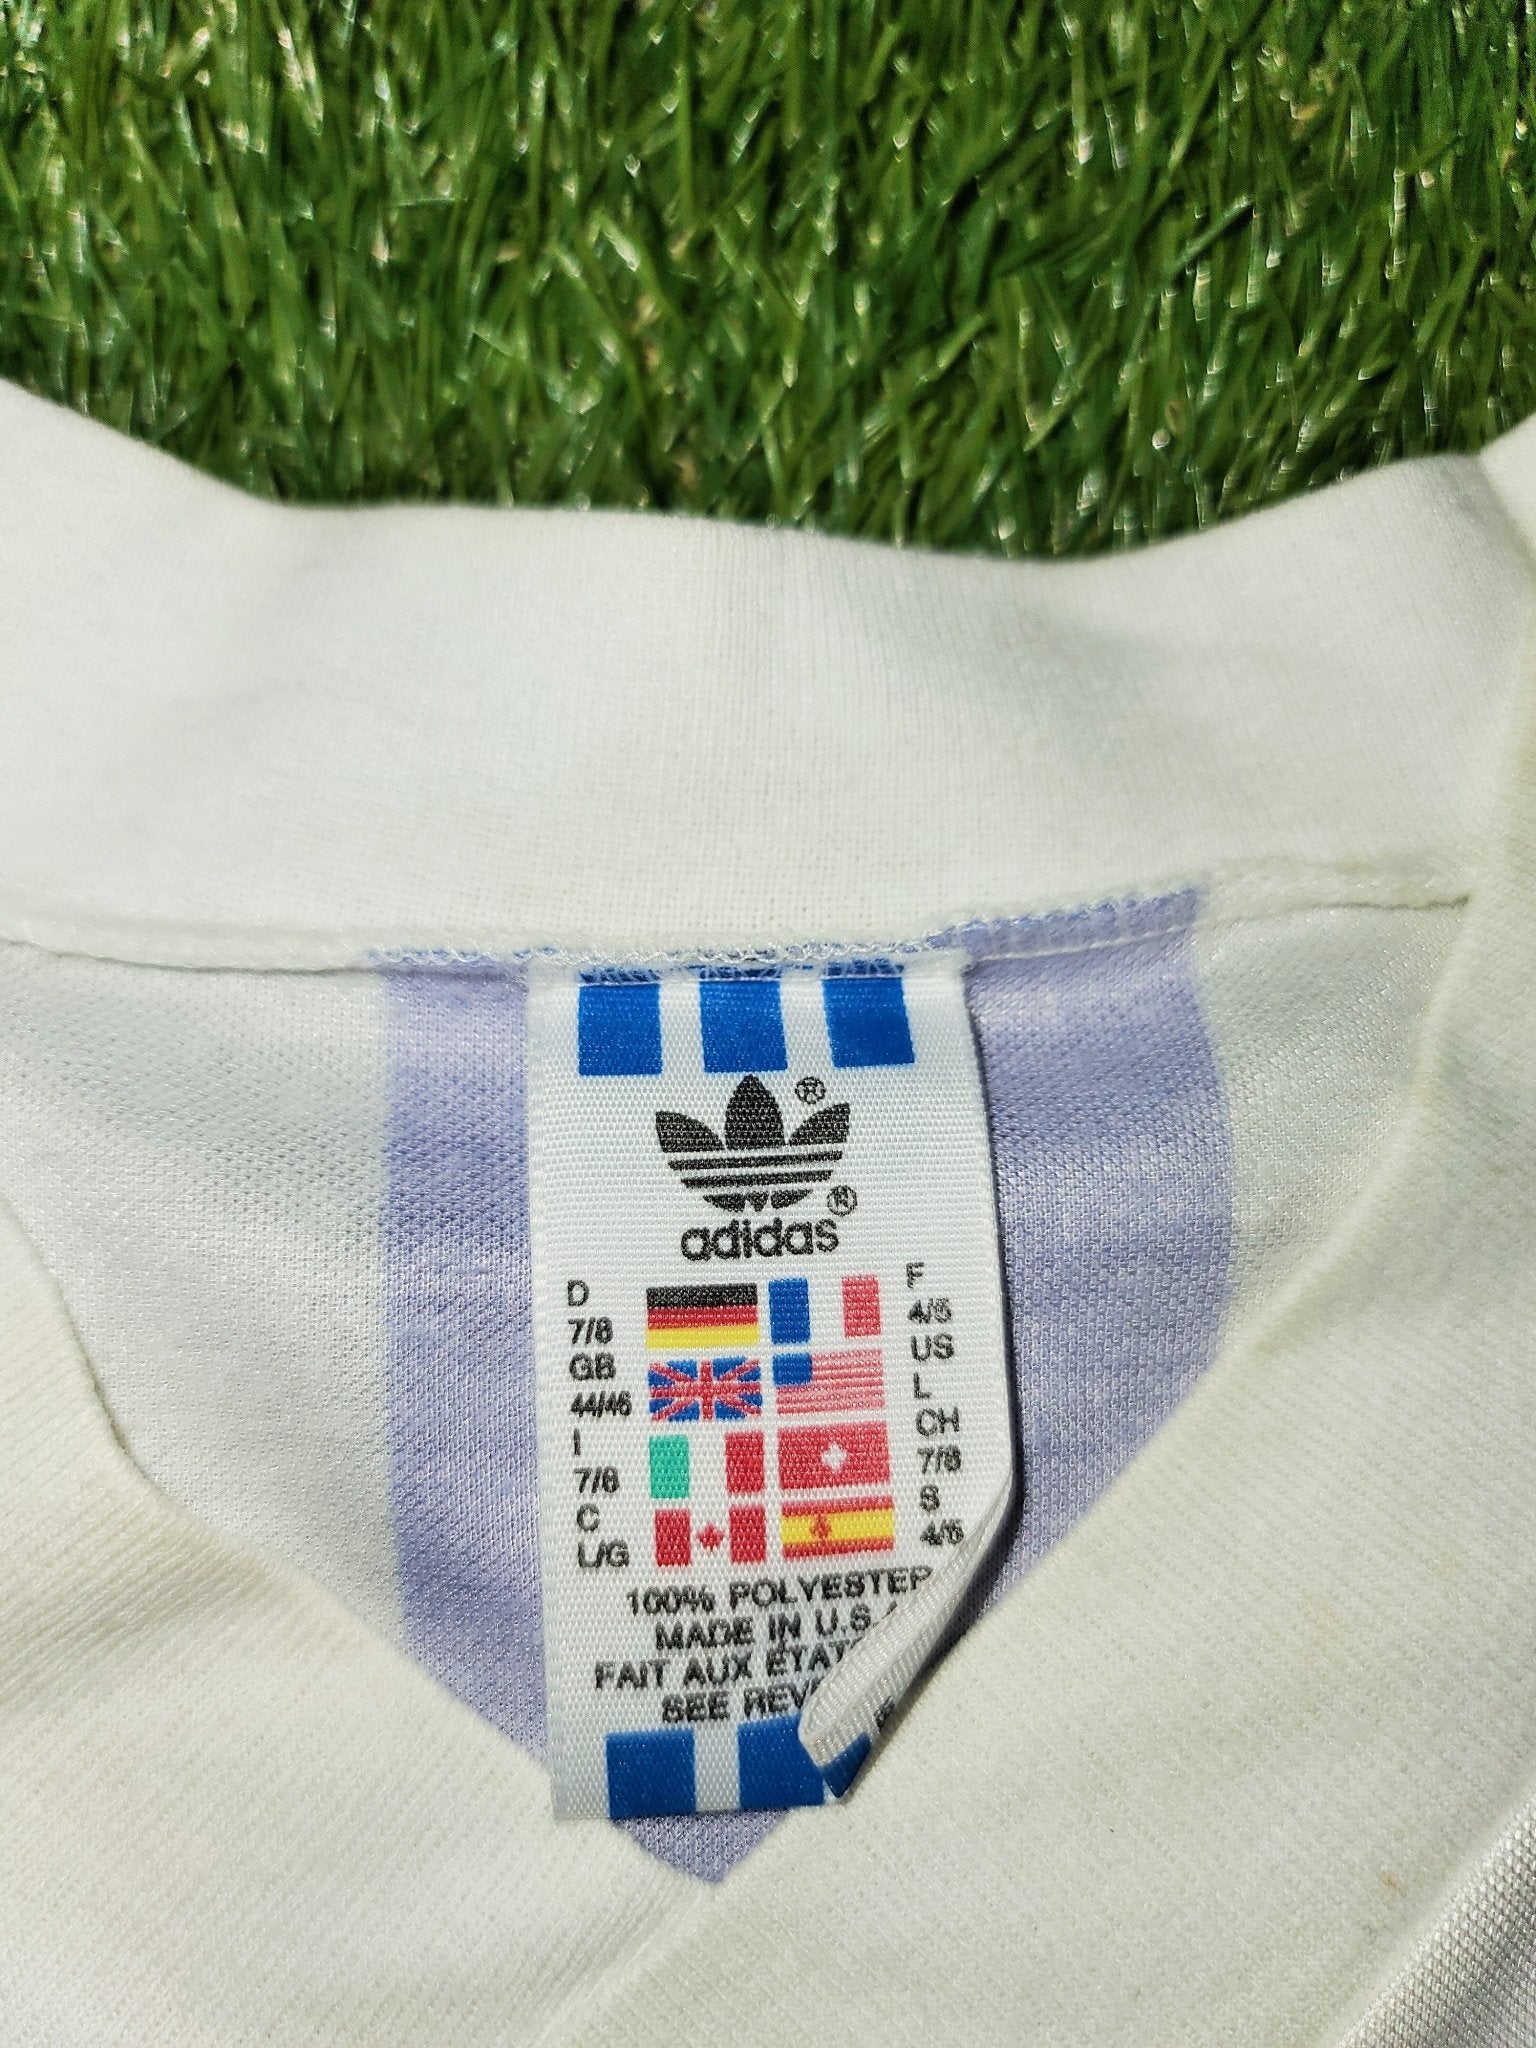 ®
®
adidas
D
7/8
GB
44/46
I
7/8
C
L/G
F
4/5
US
L
CH
7/8
S
4/5
100% POLYESTER
MADE IN U.S.
FAIT AUX ÉTAT
SEE REV